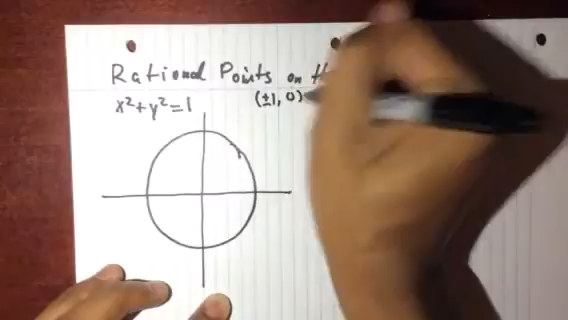 Rational Points on th
x²+y²=1
(±1, 0)